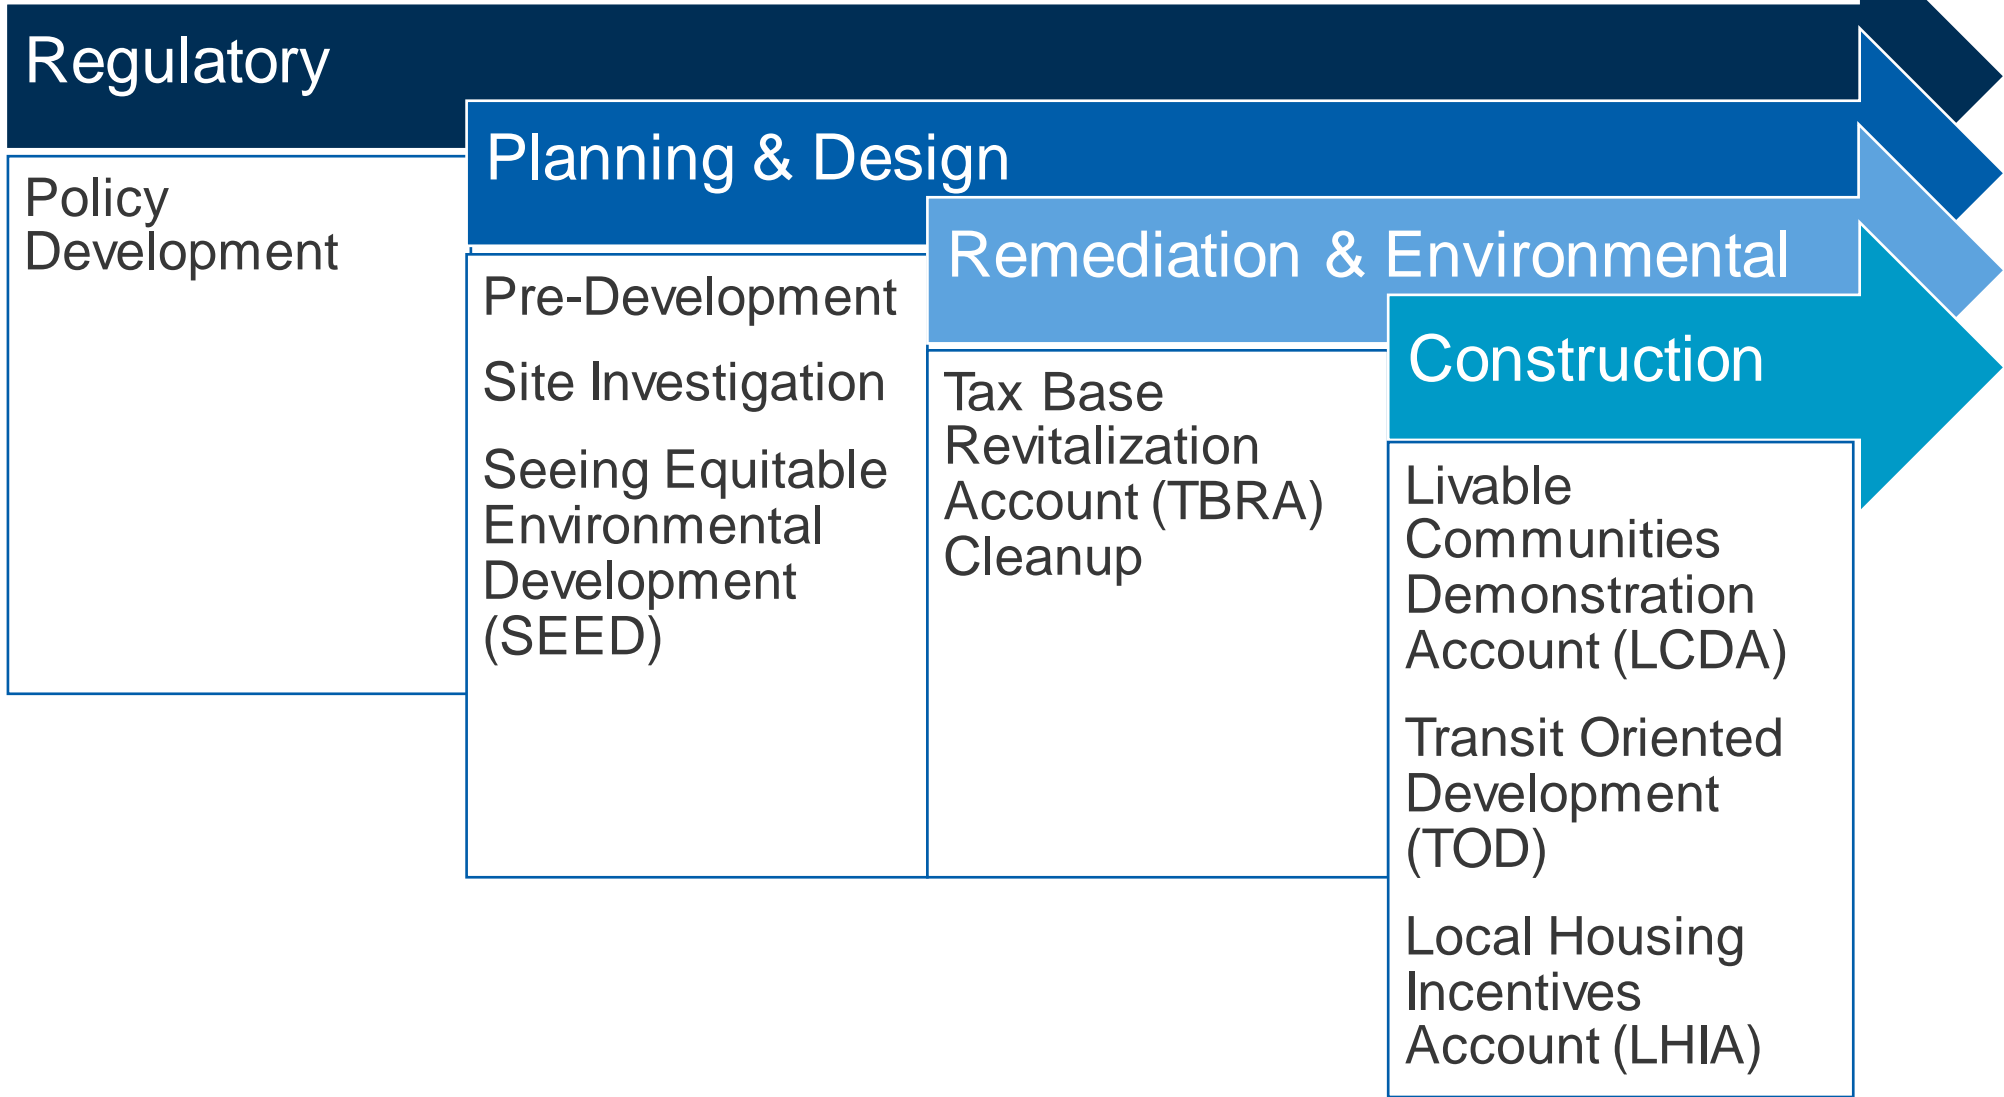 Regulatory
Policy
Development
Planning & Design
Pre-Development
Site Investigation
Seeing Equitable
Environmental
Development
(SEED)
Remediation & Environmental
Tax Base
Revitalization
Account (TBRA)
Cleanup
Construction
Livable
Communities
Demonstration
Account (LCDA)
Transit Oriented
Development
(TOD)
Local Housing
Incentives
Account (LHIA)